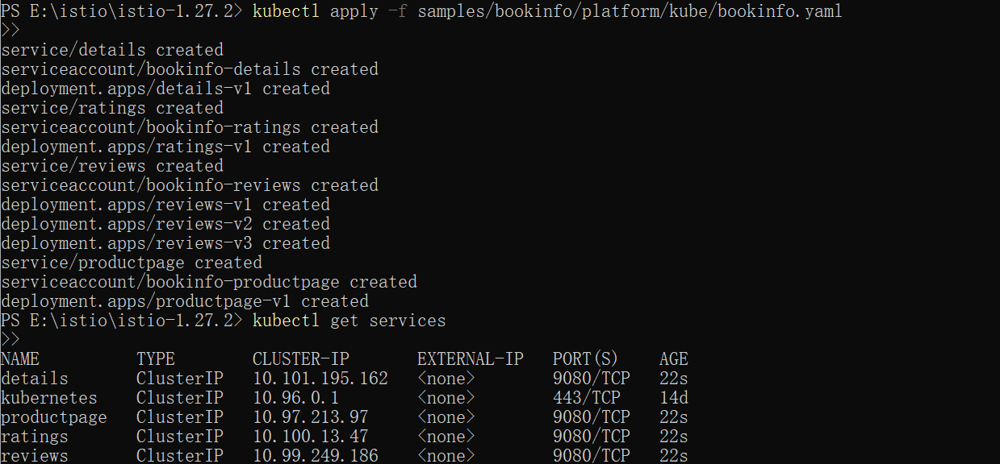 PS E:\istio\istio-1.27.2> kubectl apply -f samples/bookinfo/platform/kube/bookinfo.yaml
>>
service/details created
serviceaccount/bookinfo-details created
deployment.apps/details-v1 created
service/ratings created
serviceaccount/bookinfo-ratings created
deployment.apps/ratings-v1 created
service/reviews created
serviceaccount/bookinfo-reviews created
deployment.apps/reviews-v1 created
deployment.apps/reviews-v2 created
deployment.apps/reviews-v3 created
service/productpage created
serviceaccount/bookinfo-productpage created
deployment.apps/productpage-v1 created
PS E:\istio\istio-1.27.2> kubectl get services
>>
NAME          TYPE        CLUSTER-IP       EXTERNAL-IP   PORT(S)    AGE
details       ClusterIP   10.101.195.162   <none>        9080/TCP   22s
kubernetes    ClusterIP   10.96.0.1        <none>        443/TCP    14d
productpage   ClusterIP   10.97.213.97     <none>        9080/TCP   22s
ratings       ClusterIP   10.100.13.47     <none>        9080/TCP   22s
reviews       ClusterIP   10.99.249.186    <none>        9080/TCP   22s